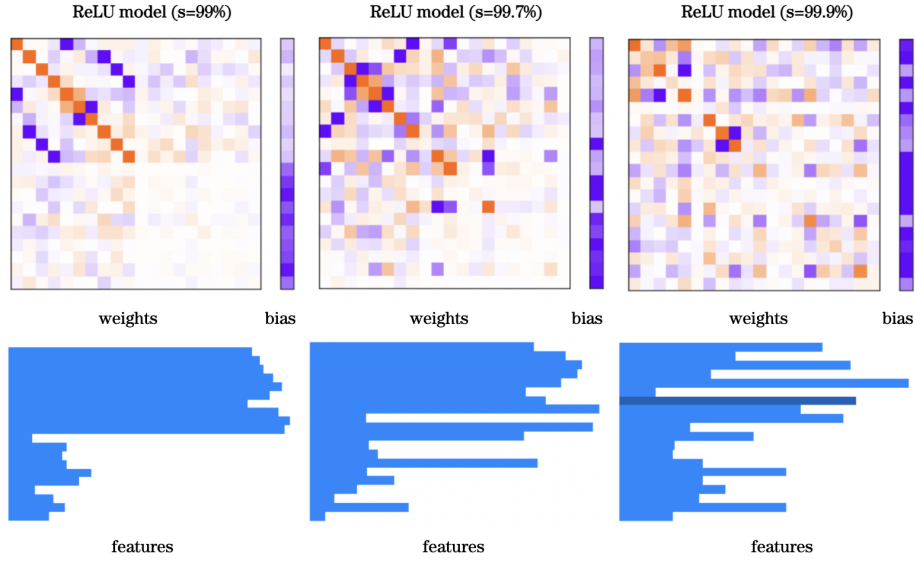 ReLU model (s=99%)
ReLU model (s=99.7%)
ReLU model (s=99.9%)
weights
bias
weights
bias
weights
bias
features
features
features